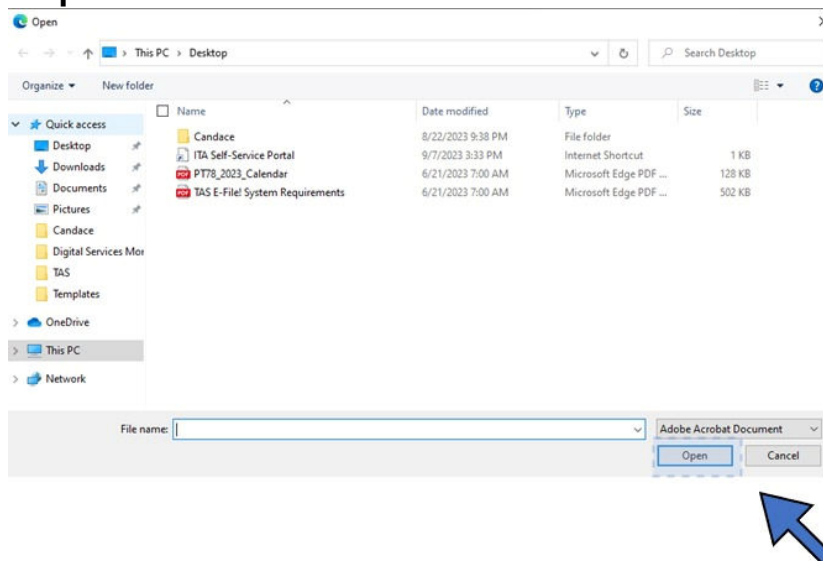 Open
This PC > Desktop
Search Desktop
Organize New folder
Name Date modified Type Size
Quick access
Desktop
Downloads
Documents
Pictures
Candace
Digital Services Mor
TAS
Templates
OneDrive
This PC
Network
Candace 8/22/2023 9:38 PM File folder
ITA Self-Service Portal 9/7/2023 3:33 PM Internet Shortcut 1 KB
PT78_2023_Calendar 6/21/2023 7:00 AM Microsoft Edge PDF ... 128 KB
TAS E-File! System Requirements 6/21/2023 7:00 AM Microsoft Edge PDF ... 502 KB
File name: Adobe Acrobat Document
Open Cancel